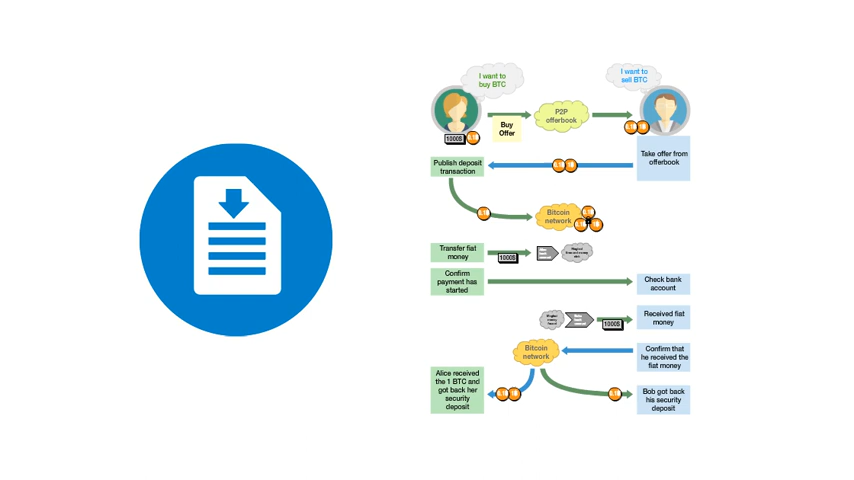 I want to
buy BTC
I want to
sell BTC
P2P
offerbook
1000$
Buy
Offer
Take offer from
offerbook
Publish deposit
transaction
Bitcoin
network
Transfer fiat
money
1000$
Confirm
payment has
started
Check bank
account
1000$
Received fiat
money
Bitcoin
network
Confirm that
he received the
fiat money
Alice received
the 1 BTC and
got back her
security
deposit
Bob got back
his security
deposit